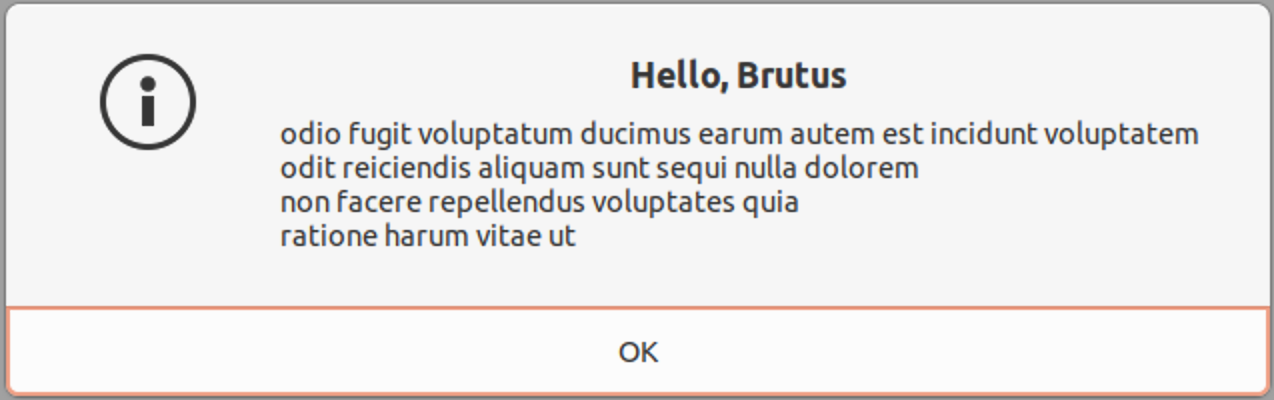 Hello, Brutus
odio fugit voluptatum ducimus earum autem est incidunt voluptatem
odit reiciendis aliquam sunt sequi nulla dolorem
non facere repellendus voluptates quia
ratione harum vitae ut
OK